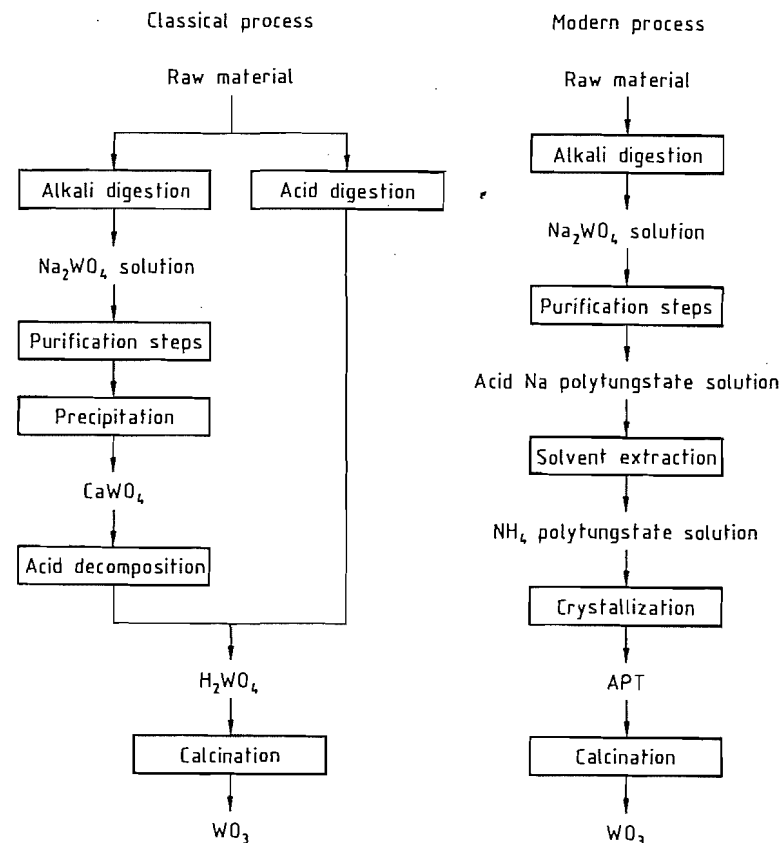 Classical process
Raw material
Alkali digestion
Acid digestion
Na₂WO₄ solution
Purification steps
Precipitation
CaWO₄
Acid decomposition
H₂WO₄
Calcination
WO₃
Modern process
Raw material
Alkali digestion
Na₂WO₄ solution
Purification steps
Acid Na polytungstate solution
Solvent extraction
NH₄ polytungstate solution
Crystallization
APT
Calcination
WO₃